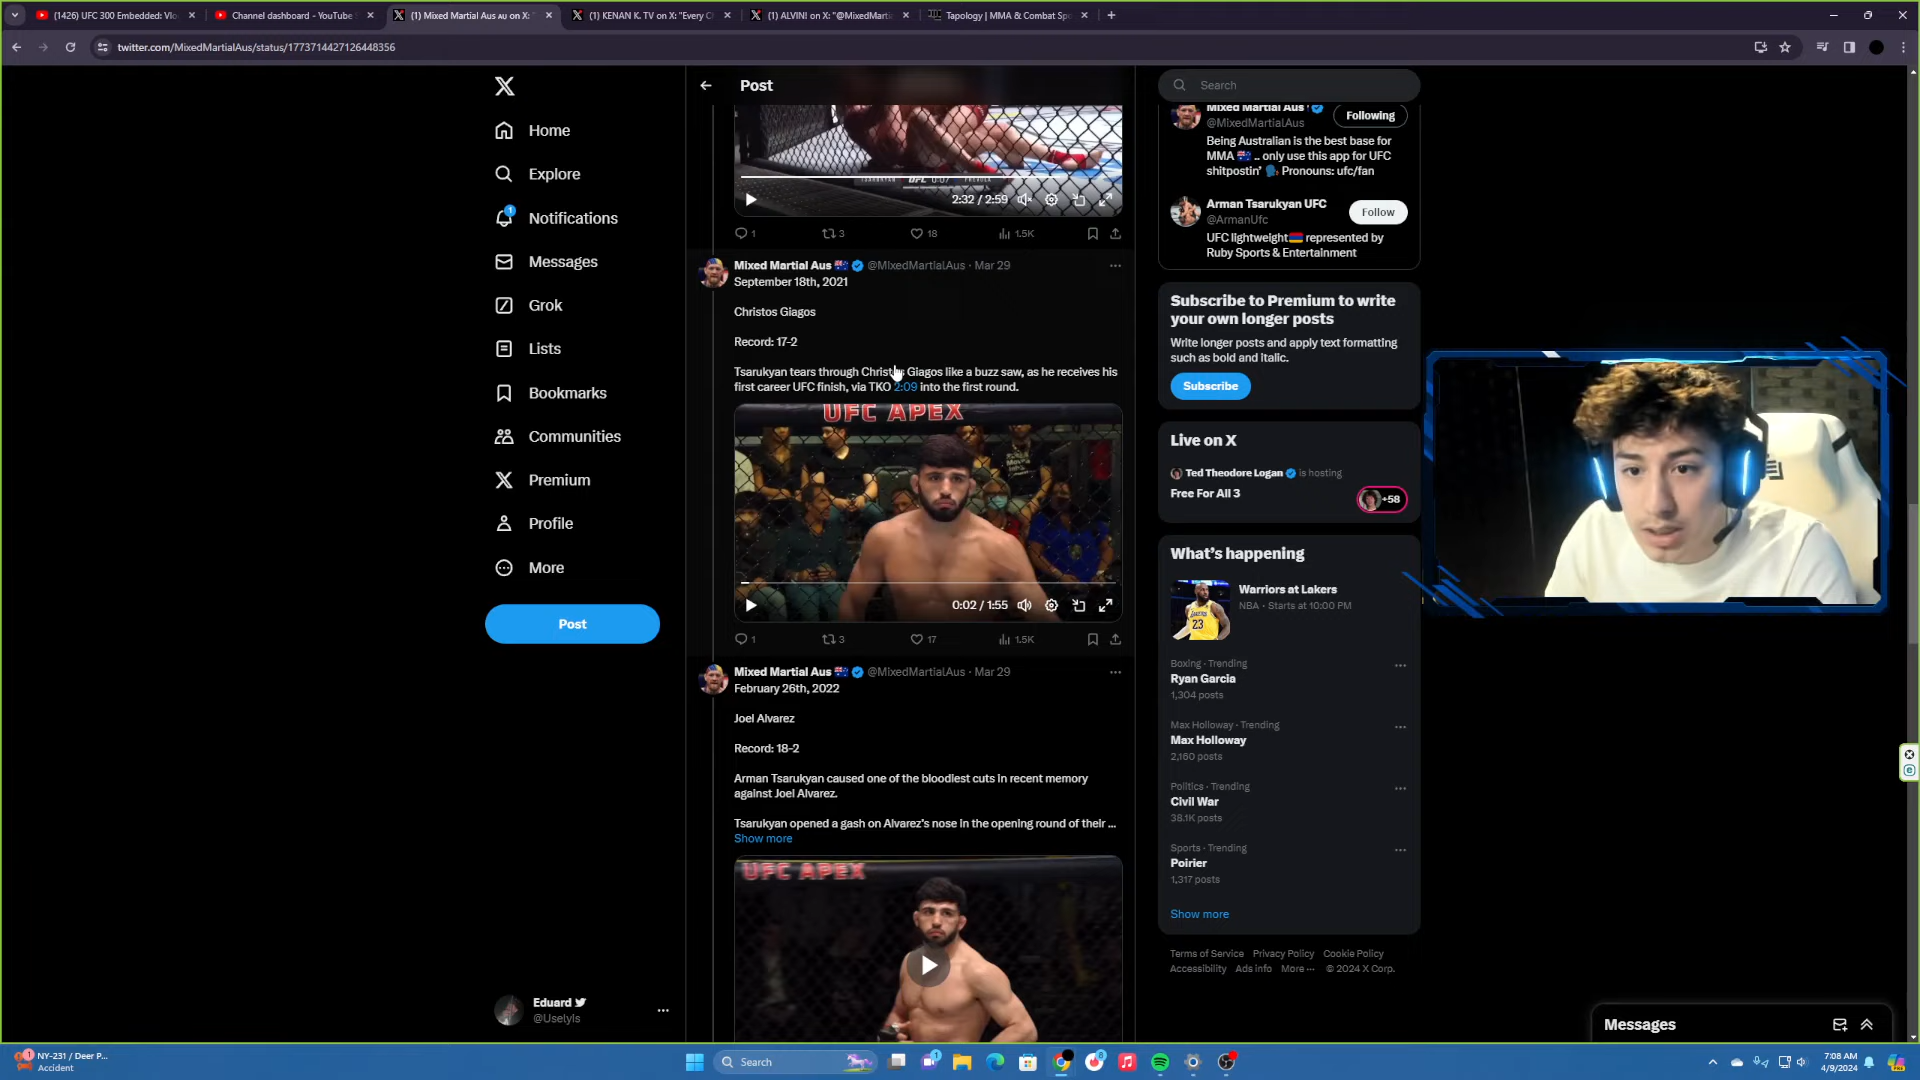 (1426) UFC 300 Embedded: Vlo
Channel dashboard - YouTube
(1) Mixed Martial Aus AU on X: "
(1) KENAN K. TV on X: "Every C
(1) ALVIN! on X: "@MixedMarti
Tapology | MMA & Combat Sp
twitter.com/MixedMartialAus/status/1773714427126448356
Home
Explore
1
Notifications
Messages
Grok
Lists
Bookmarks
Communities
Premium
Profile
More
Post
Eduard
@Uselyls
Post
UFC 0:07
2:32 / 2:59
1
3
18
1.5K
Mixed Martial Aus @MixedMartialAus · Mar 29
September 18th, 2021
Christos Giagos
Record: 17-2
Tsarukyan tears through Christos Giagos like a buzz saw, as he receives his
first career UFC finish, via TKO 2:09 into the first round.
UFC APEX
0:02 / 1:55
1
3
17
1.5K
Mixed Martial Aus @MixedMartialAus · Mar 29
February 26th, 2022
Joel Alvarez
Record: 18-2
Arman Tsarukyan caused one of the bloodiest cuts in recent memory
against Joel Alvarez.
Tsarukyan opened a gash on Alvarez's nose in the opening round of their ...
Show more
UFC APEX
Search
Mixed Martial Aus
@MixedMartialAus
Following
Being Australian is the best base for
MMA .. only use this app for UFC
shitpostin' Pronouns: ufc/fan
Arman Tsarukyan UFC
@ArmanUfc
Follow
UFC lightweight represented by
Ruby Sports & Entertainment
Subscribe to Premium to write
your own longer posts
Write longer posts and apply text formatting
such as bold and italic.
Subscribe
Live on X
Ted Theodore Logan is hosting
Free For All 3
+58
What's happening
Warriors at Lakers
NBA · Starts at 10:00 PM
23
Boxing · Trending
Ryan Garcia
1,304 posts
Max Holloway · Trending
Max Holloway
2,160 posts
Politics · Trending
Civil War
38.1K posts
Sports · Trending
Poirier
1,317 posts
Show more
Terms of Service Privacy Policy Cookie Policy
Accessibility Ads info More ··· © 2024 X Corp.
Messages
1
NY-231 / Deer P...
Accident
Search
7:08 AM
4/9/2024